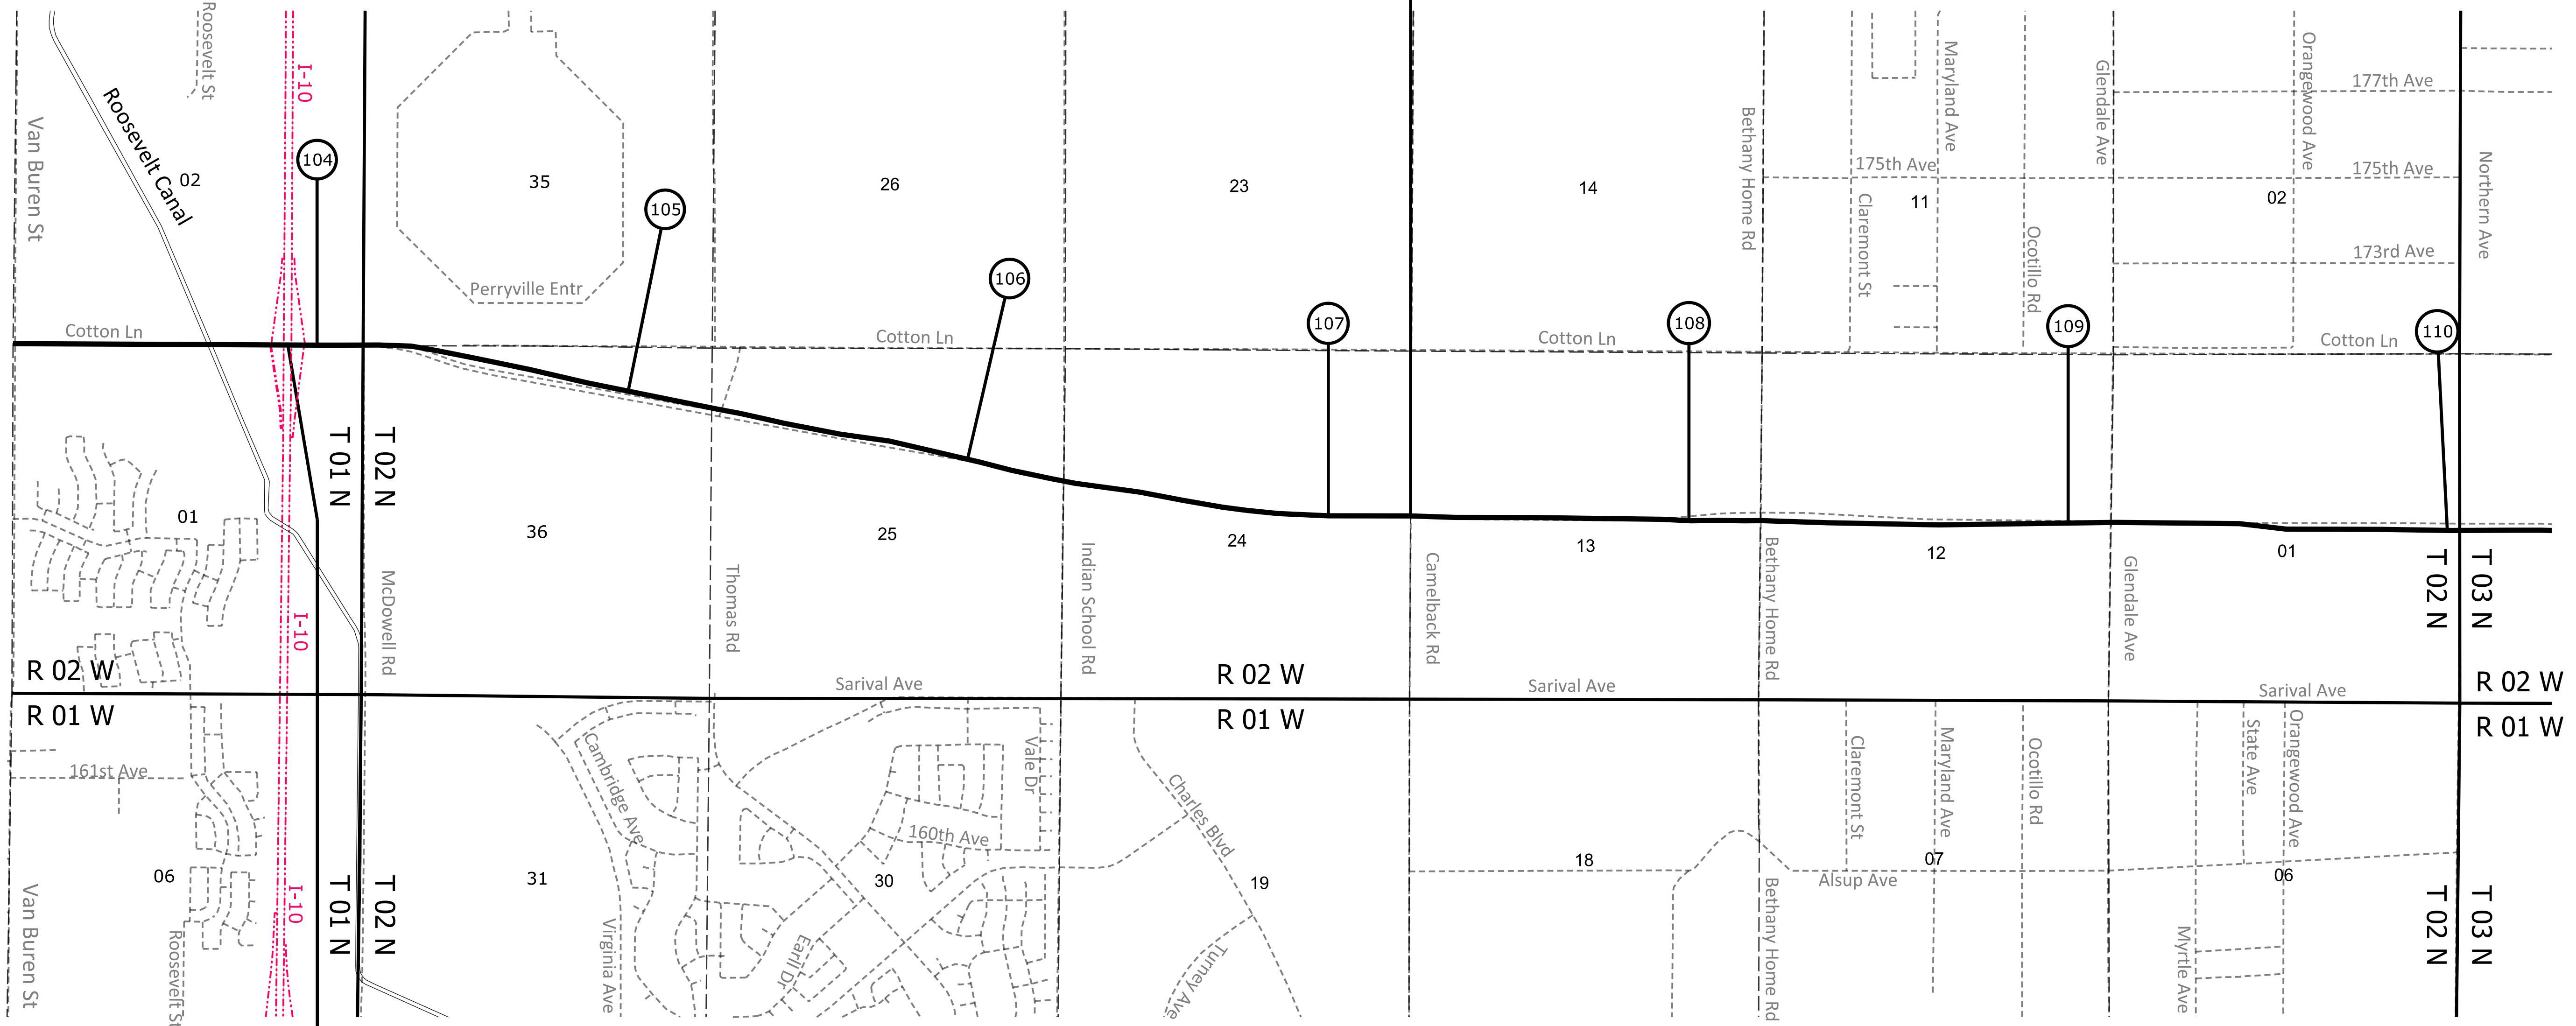 Roosevelt St
I-10
Roosevelt Canal
Van Buren St
02
104
35
105
Perryville Entr
26
106
23
107
14
108
Bethany Home Rd
Maryland Ave
175th Ave
11
Claremont St
Ocotillo Rd
109
Glendale Ave
Orangewood Ave
177th Ave
175th Ave
02
173rd Ave
Northern Ave
110
Cotton Ln
Cotton Ln
Cotton Ln
Cotton Ln
T 01 N
T 02 N
01
36
25
24
13
12
01
I-10
McDowell Rd
Thomas Rd
Indian School Rd
Camelback Rd
Bethany Home Rd
Glendale Ave
T 02 N
T 03 N
R 02 W
Sarival Ave
R 02 W
Sarival Ave
Sarival Ave
R 02 W
R 01 W
R 01 W
R 01 W
161st Ave
Cambridge Ave
Vale Dr
160th Ave
Charles Blvd
Claremont St
Maryland Ave
Ocotillo Rd
State Ave
Orangewood Ave
06
31
30
19
18
07
Alsup Ave
06
Van Buren St
Roosevelt St
I-10
T 01 N
T 02 N
Virginia Ave
Earll Dr
Turney Ave
Bethany Home Rd
Myrtle Ave
T 02 N
T 03 N